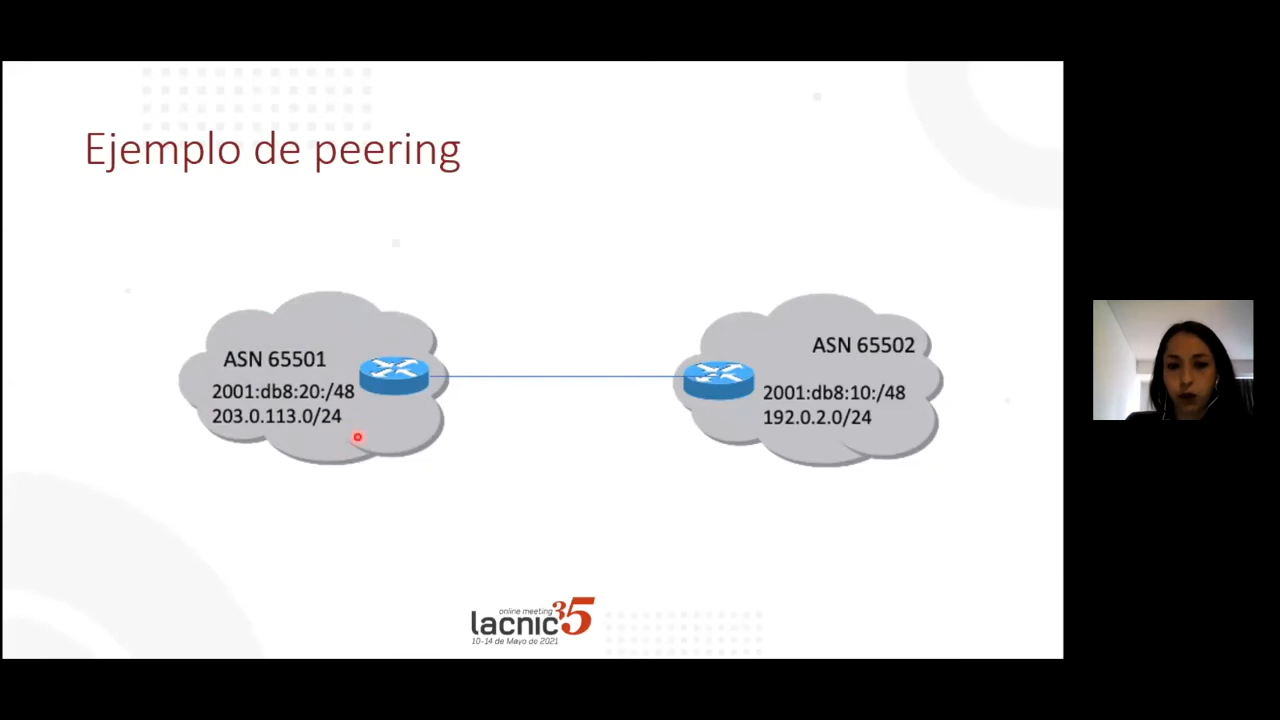 Ejemplo de peering
ASN 65501
2001:db8:20:/48
203.0.113.0/24
ASN 65502
2001:db8:10:/48
192.0.2.0/24
online meeting
lacnic35
10-14 de Mayo de 2021